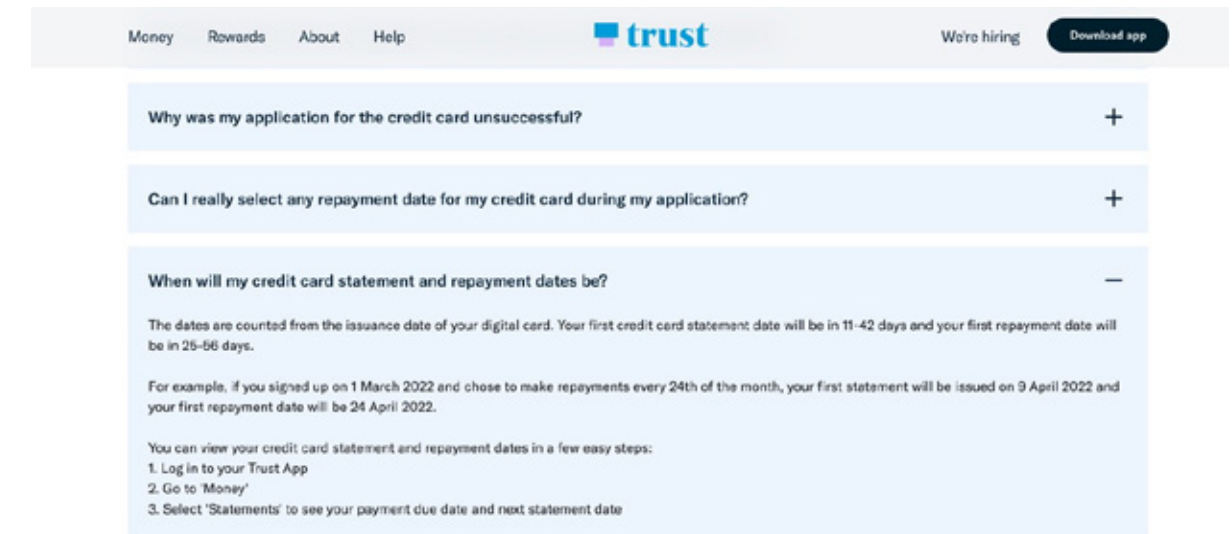 Money Rewards About Help trust We're hiring Download app
Why was my application for the credit card unsuccessful?
Can I really select any repayment date for my credit card during my application?
When will my credit card statement and repayment dates be?
The dates are counted from the issuance date of your digital card. Your first credit card statement date will be in 11-42 days and your first repayment date will
be in 25-56 days.
For example, if you signed up on 1 March 2022 and chose to make repayments every 24th of the month, your first statement will be issued on 9 April 2022 and
your first repayment date will be 24 April 2022.
You can view your credit card statement and repayment dates in a few easy steps:
1. Log in to your Trust App
2. Go to 'Money'
3. Select 'Statements' to see your payment due date and next statement date